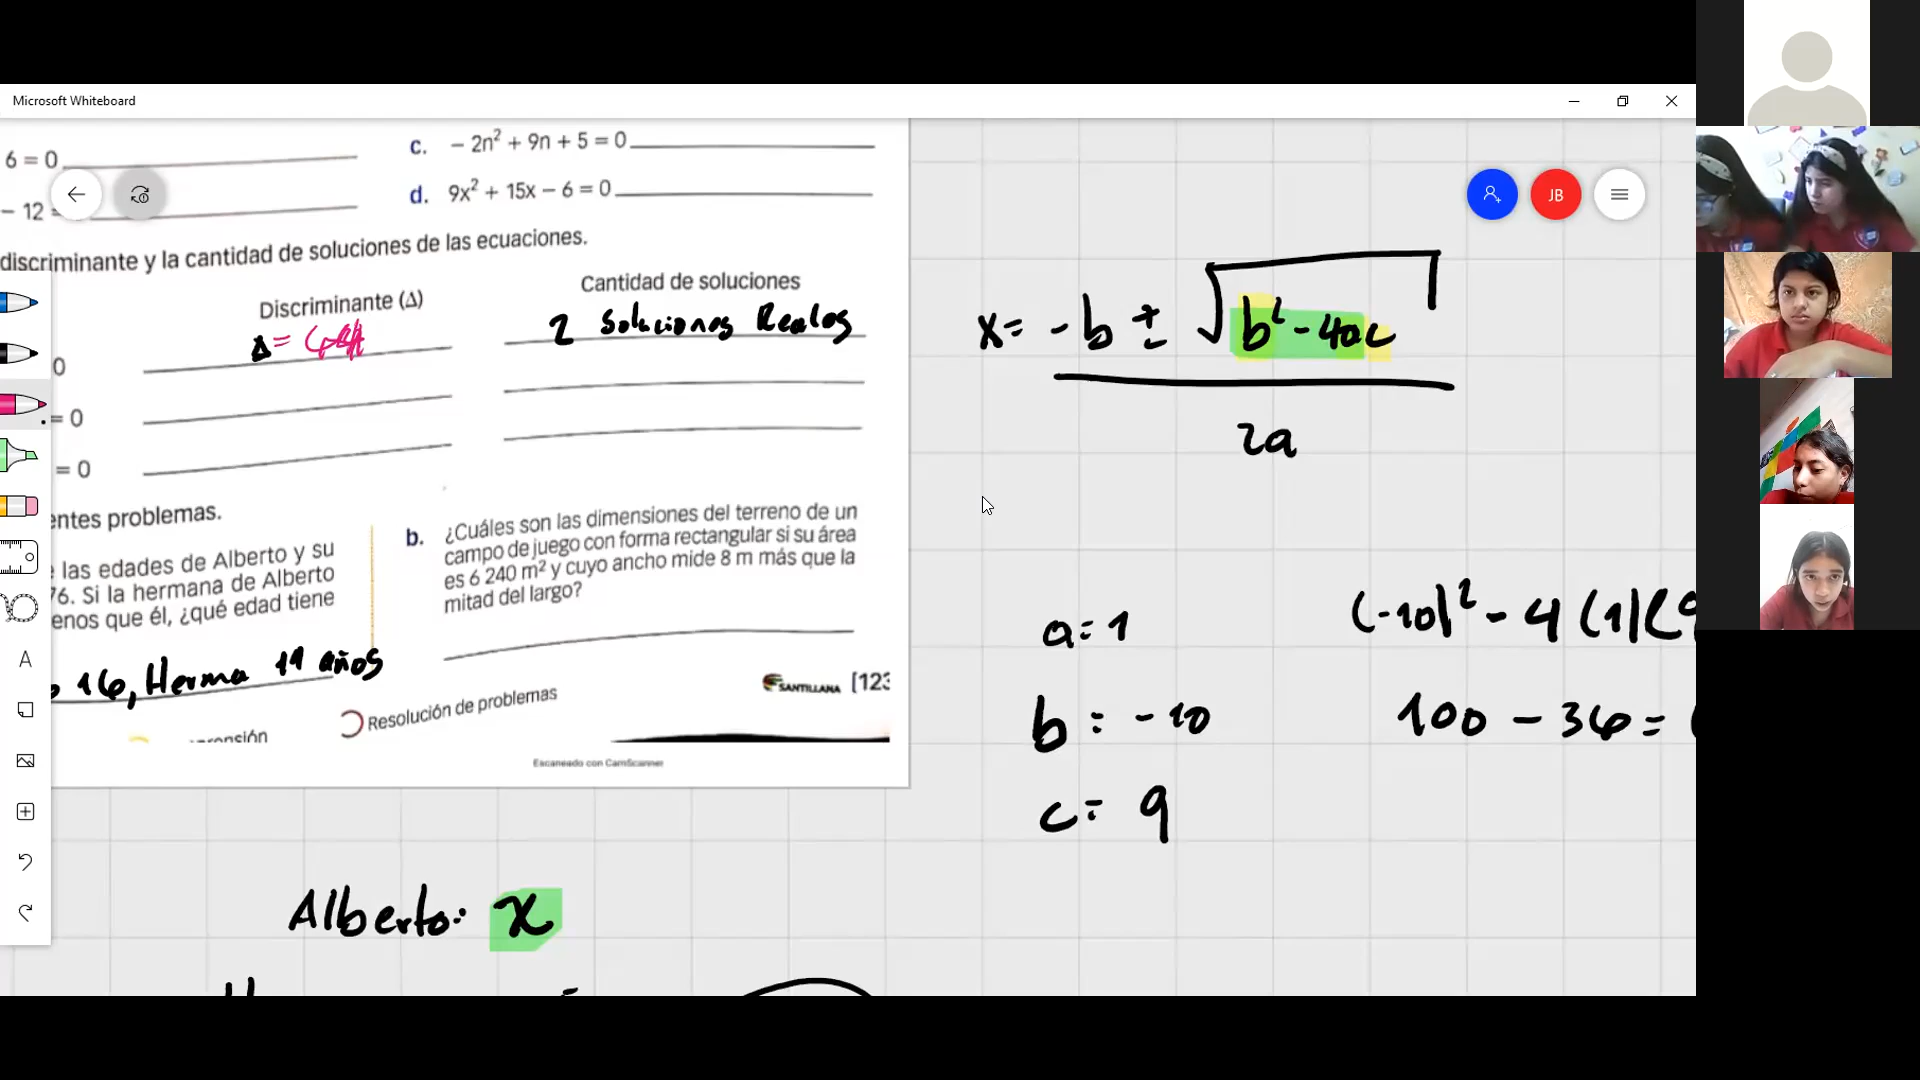 Microsoft Whiteboard
6 = 0
c. − 2n² + 9n + 5 = 0
− 12
d. 9x² + 15x − 6 = 0
JB
discriminante y la cantidad de soluciones de las ecuaciones.
Discriminante (Δ)
Cantidad de soluciones
Δ =
2 Soluciones Reales
0
= 0
= 0
x = -b ± √b² - 4ac
2a
entes problemas.
las edades de Alberto y su
76. Si la hermana de Alberto
enos que él, ¿qué edad tiene
16, Herma 19 años
b. ¿Cuáles son las dimensiones del terreno de un
campo de juego con forma rectangular si su área
es 6 240 m² y cuyo ancho mide 8 m más que la
mitad del largo?
SANTILLANA [123
Resolución de problemas
Escaneado con CamScanner
a = 1
b = -10
c = 9
(-10)² - 4 (1)(9
100 - 36 =
Alberto: x
A